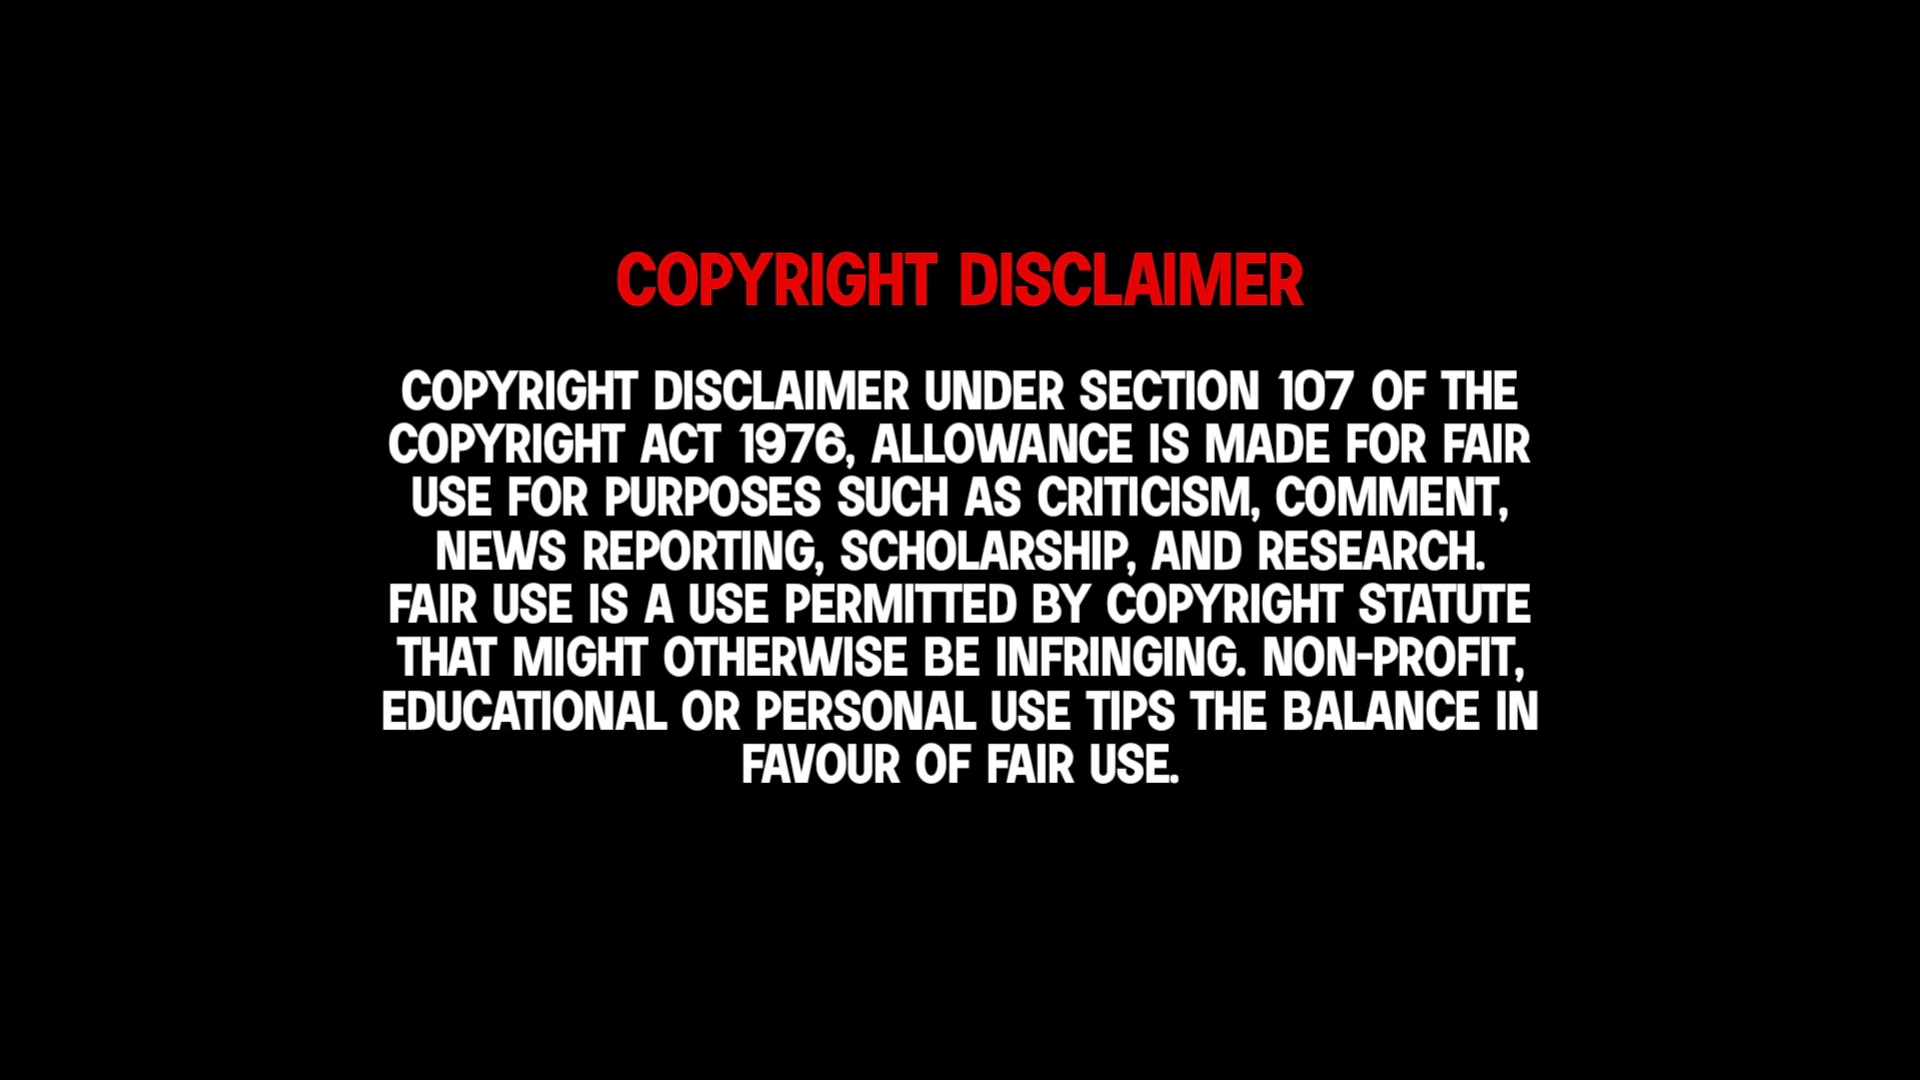 COPYRIGHT DISCLAIMER
COPYRIGHT DISCLAIMER UNDER SECTION 107 OF THE
COPYRIGHT ACT 1976, ALLOWANCE IS MADE FOR FAIR
USE FOR PURPOSES SUCH AS CRITICISM, COMMENT,
NEWS REPORTING, SCHOLARSHIP, AND RESEARCH.
FAIR USE IS A USE PERMITTED BY COPYRIGHT STATUTE
THAT MIGHT OTHERWISE BE INFRINGING. NON-PROFIT,
EDUCATIONAL OR PERSONAL USE TIPS THE BALANCE IN
FAVOUR OF FAIR USE.